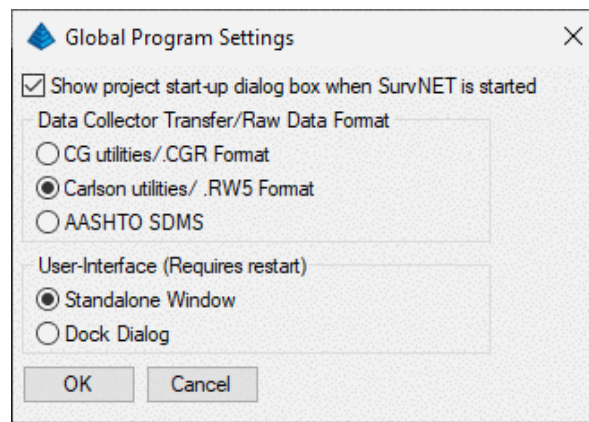 Global Program Settings
Show project start-up dialog box when SurvNET is started
Data Collector Transfer/Raw Data Format
CG utilities/.CGR Format
Carlson utilities/ .RW5 Format
AASHTO SDMS
User-Interface (Requires restart)
Standalone Window
Dock Dialog
OK Cancel